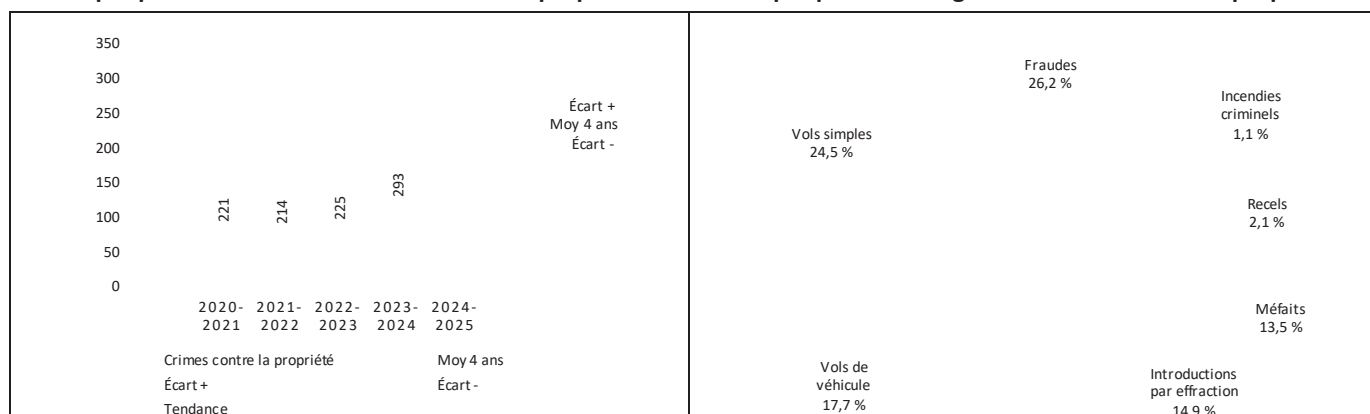 350
300
250
200
150
100
50
0
221
214
225
293
2020-
2021
2021-
2022
2022-
2023
2023-
2024
2024-
2025
Écart +
Moy 4 ans
Écart -
Crimes contre la propriété
Moy 4 ans
Écart +
Écart -
Tendance
Fraudes
26,2 %
Incendies
criminels
1,1 %
Vols simples
24,5 %
Recels
2,1 %
Méfaits
13,5 %
Vols de
véhicule
17,7 %
Introductions
par effraction
14,9 %